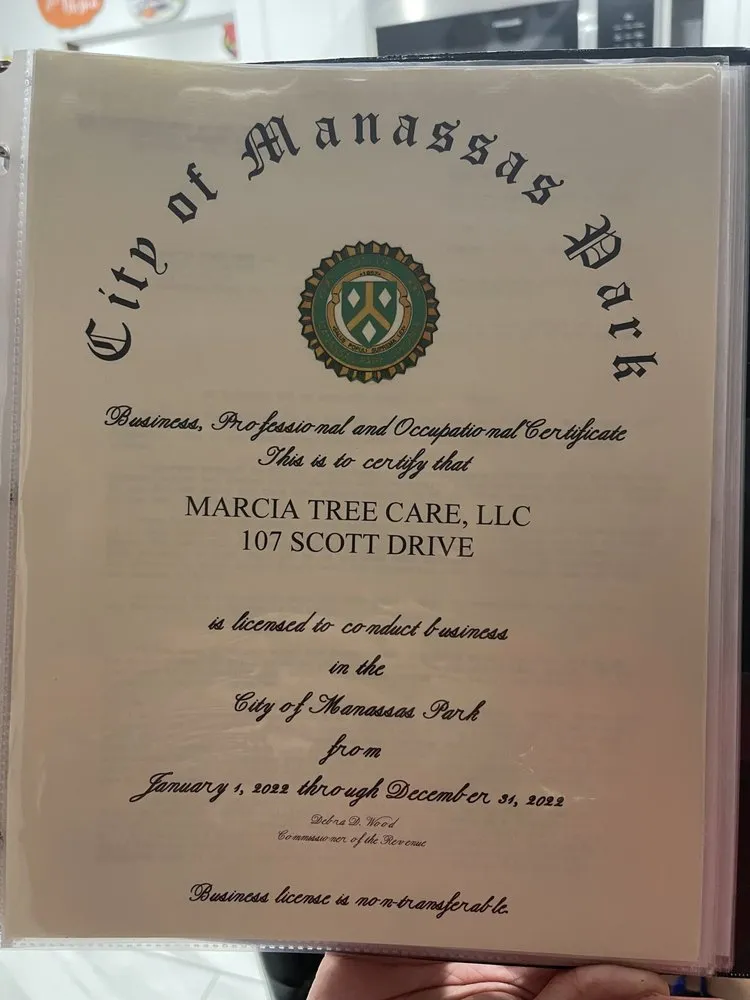 City of Manassas Park
1957
Business, Professional and Occupational Certificate
This is to certify that
MARCIA TREE CARE, LLC
107 SCOTT DRIVE
is licensed to conduct business
in the
City of Manassas Park
from
January 1, 2022 through December 31, 2022
Debra D. Wood
Commissioner of the Revenue
Business license is non-transferable.